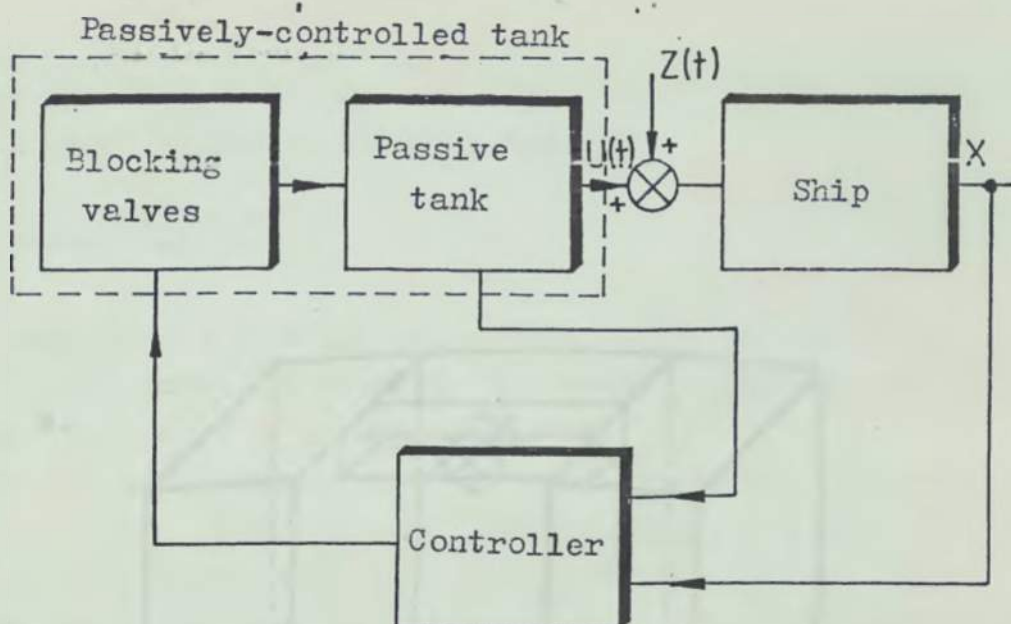 Passively-controlled tank
Z(t)
Blocking
valves
Passive
tank
U(t)
+
+
Ship
X
Controller